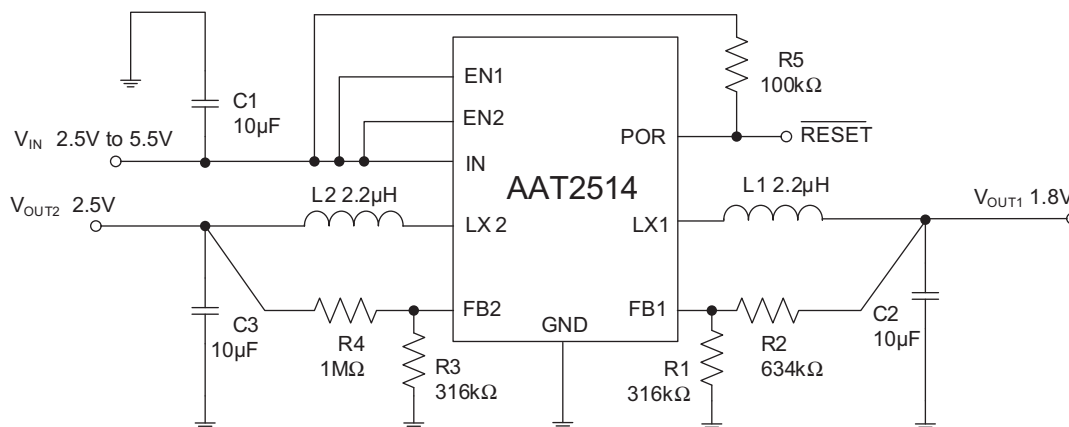 C1
10µF
VIN 2.5V to 5.5V
VOUT2 2.5V
L2 2.2µH
C3
10µF
R4
1MΩ
R3
316kΩ
EN1
EN2
IN
LX2
FB2
AAT2514
GND
POR
LX1
FB1
R5
100kΩ
RESET
L1 2.2µH
VOUT1 1.8V
R1
316kΩ
R2
634kΩ
C2
10µF